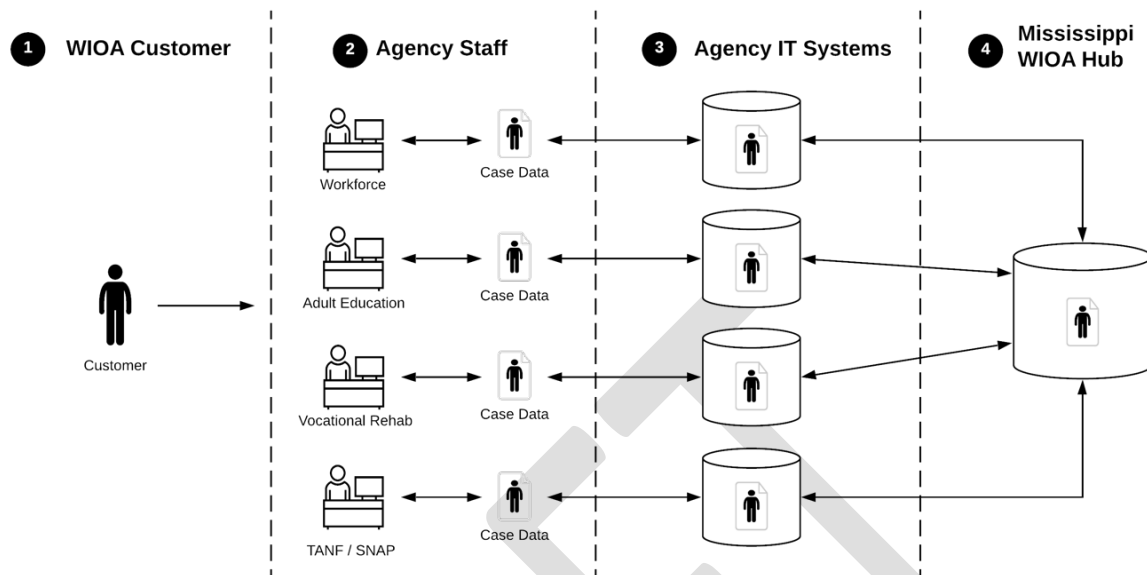 1 WIOA Customer
2 Agency Staff
3 Agency IT Systems
4 Mississippi
WIOA Hub
Customer
Workforce
Case Data
Adult Education
Case Data
Vocational Rehab
Case Data
TANF / SNAP
Case Data